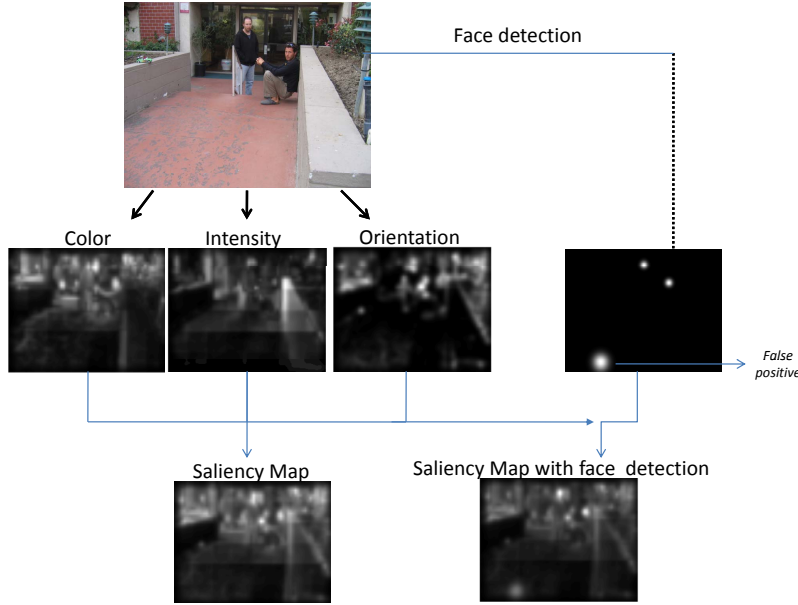 Face detection
Color
Intensity
Orientation
False
positive
Saliency Map
Saliency Map with face detection